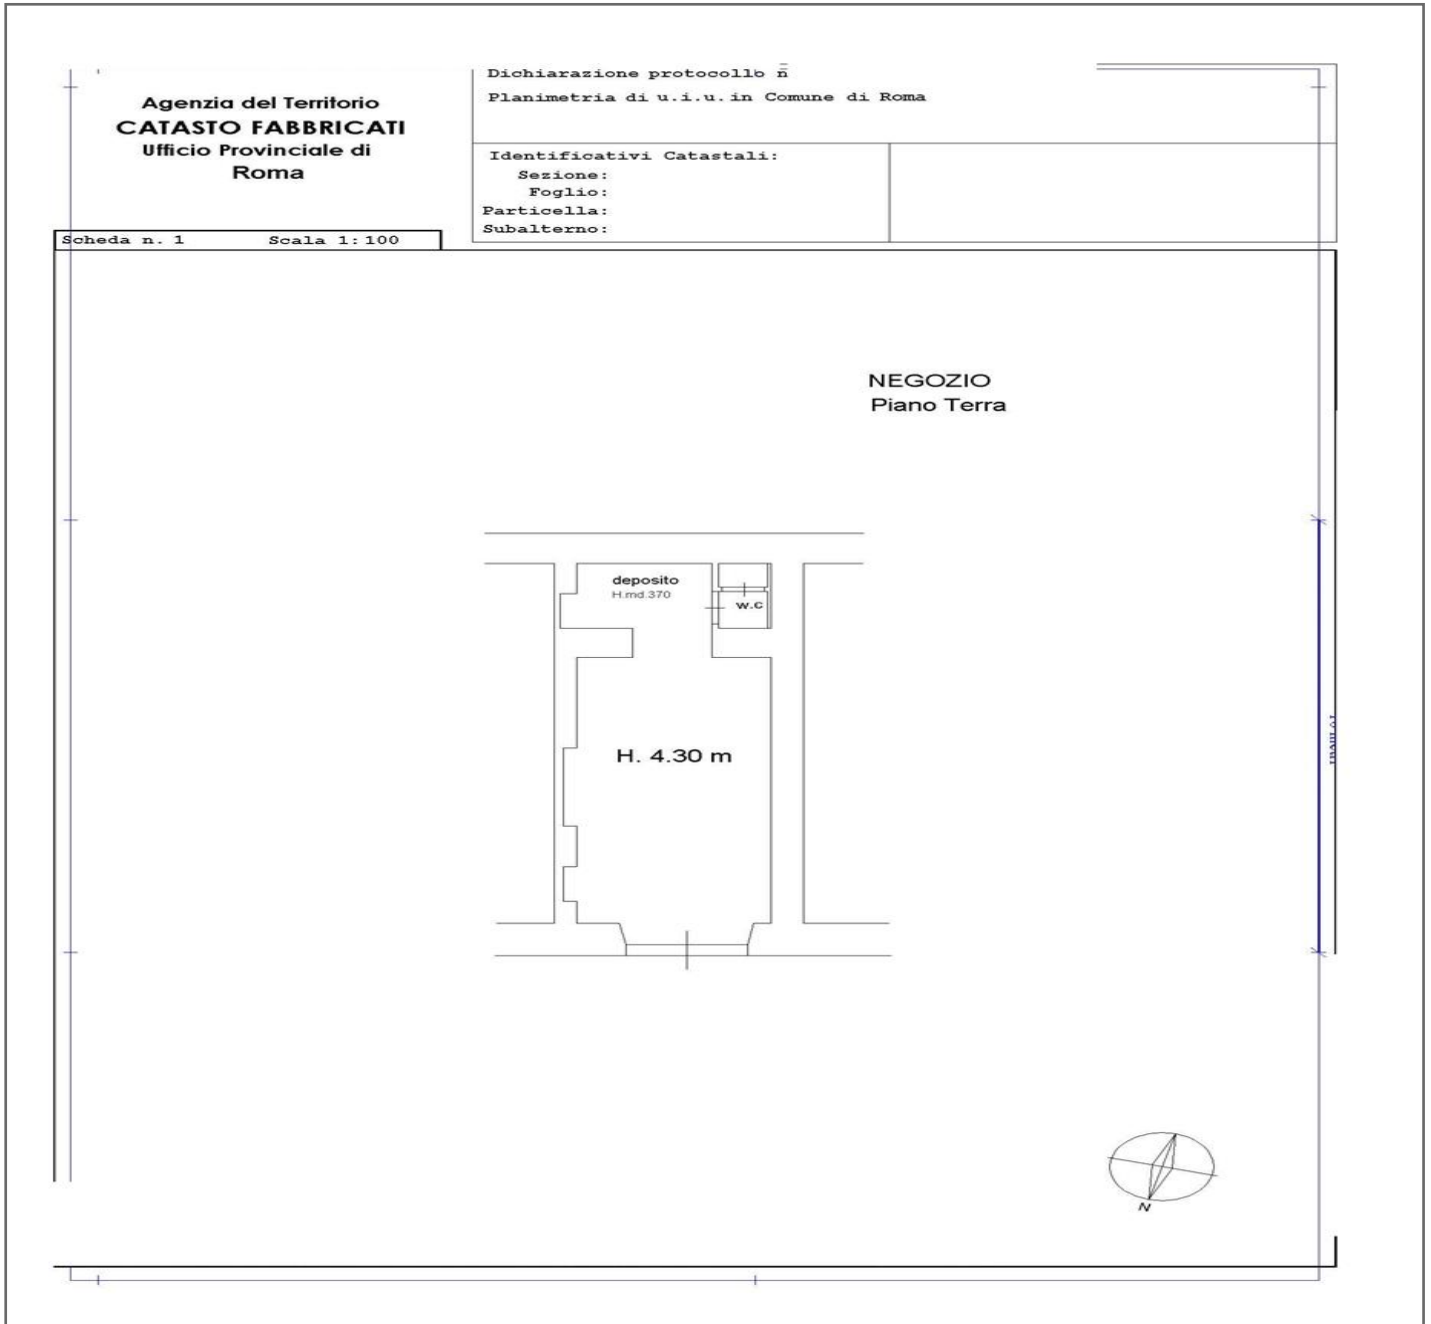 Agenzia del Territorio
CATASTO FABBRICATI
Ufficio Provinciale di
Roma
Dichiarazione protocollo n
Planimetria di u.i.u. in Comune di Roma
Identificativi Catastali:
Sezione:
Foglio:
Particella:
Subalterno:
Scheda n. 1 Scala 1:100
NEGOZIO
Piano Terra
deposito
H.md.370
w.c
H. 4.30 m
N